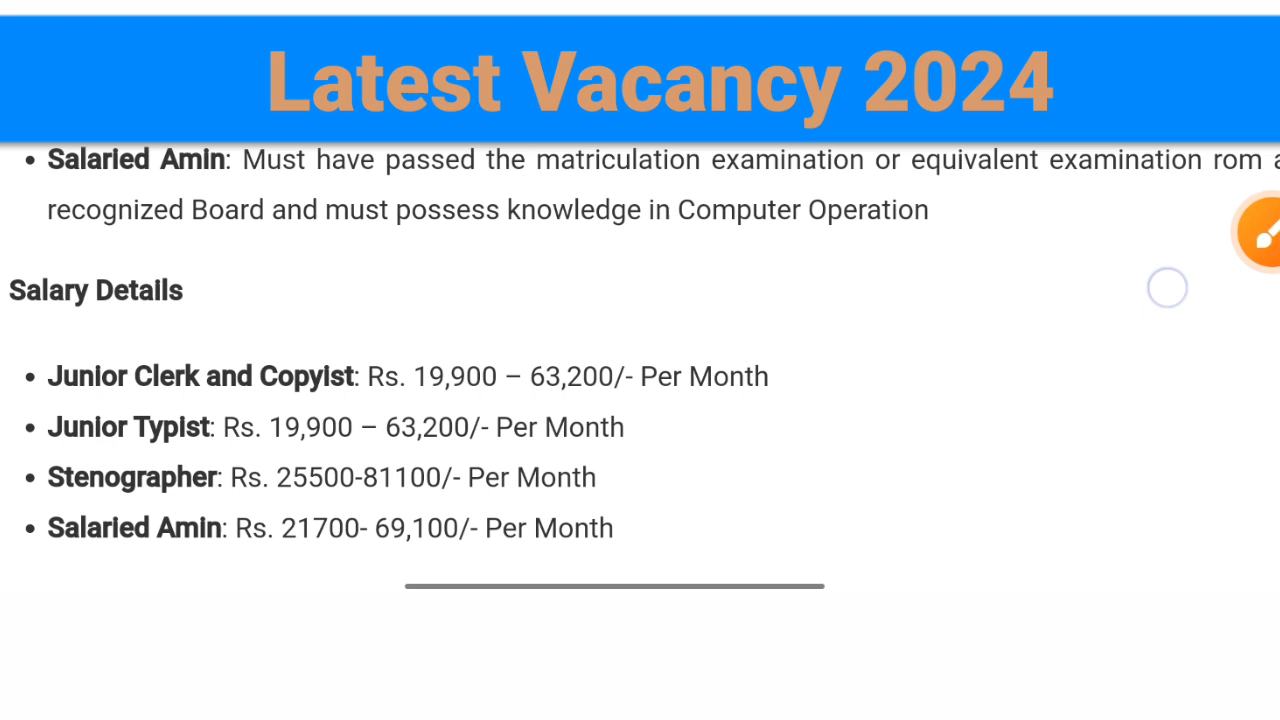 Latest Vacancy 2024
• Salaried Amin: Must have passed the matriculation examination or equivalent examination rom a
recognized Board and must possess knowledge in Computer Operation
Salary Details
• Junior Clerk and Copyist: Rs. 19,900 – 63,200/- Per Month
• Junior Typist: Rs. 19,900 – 63,200/- Per Month
• Stenographer: Rs. 25500-81100/- Per Month
• Salaried Amin: Rs. 21700- 69,100/- Per Month